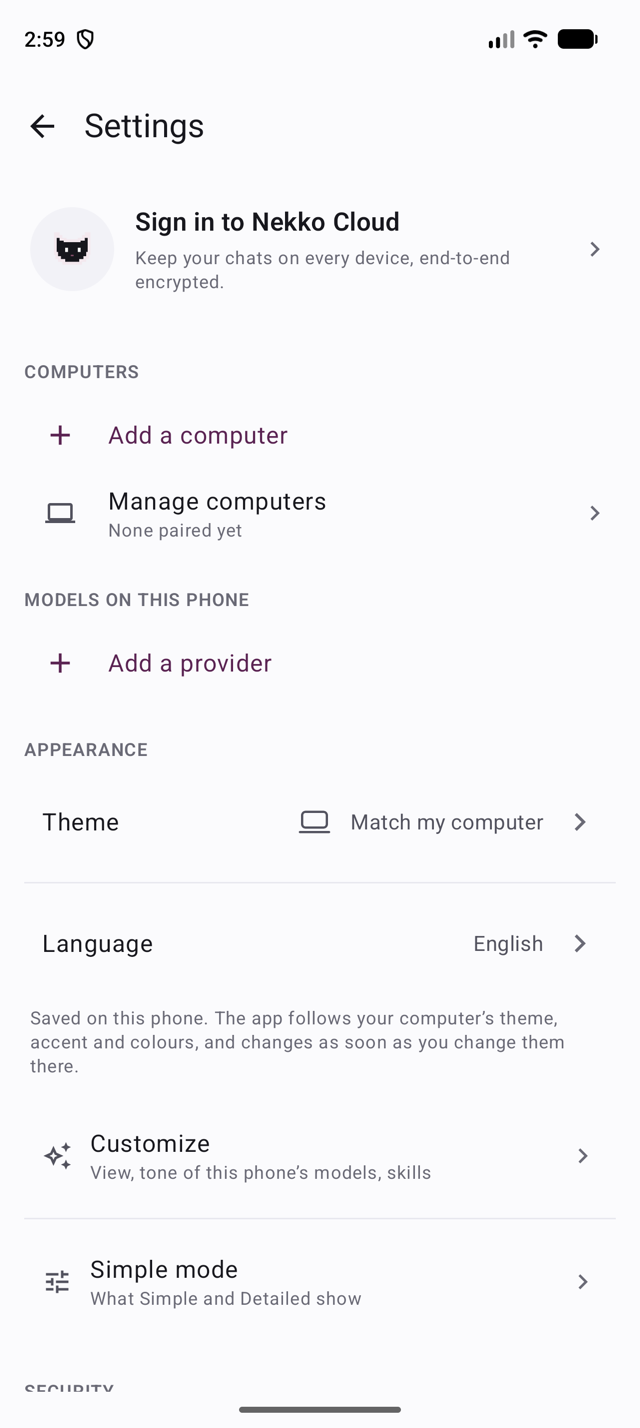 2:59
Settings
Sign in to Nekko Cloud
Keep your chats on every device, end-to-end
encrypted.
COMPUTERS
Add a computer
Manage computers
None paired yet
MODELS ON THIS PHONE
Add a provider
APPEARANCE
Theme
Match my computer
Language
English
Saved on this phone. The app follows your computer’s theme,
accent and colours, and changes as soon as you change them
there.
Customize
View, tone of this phone’s models, skills
Simple mode
What Simple and Detailed show
SECURITY